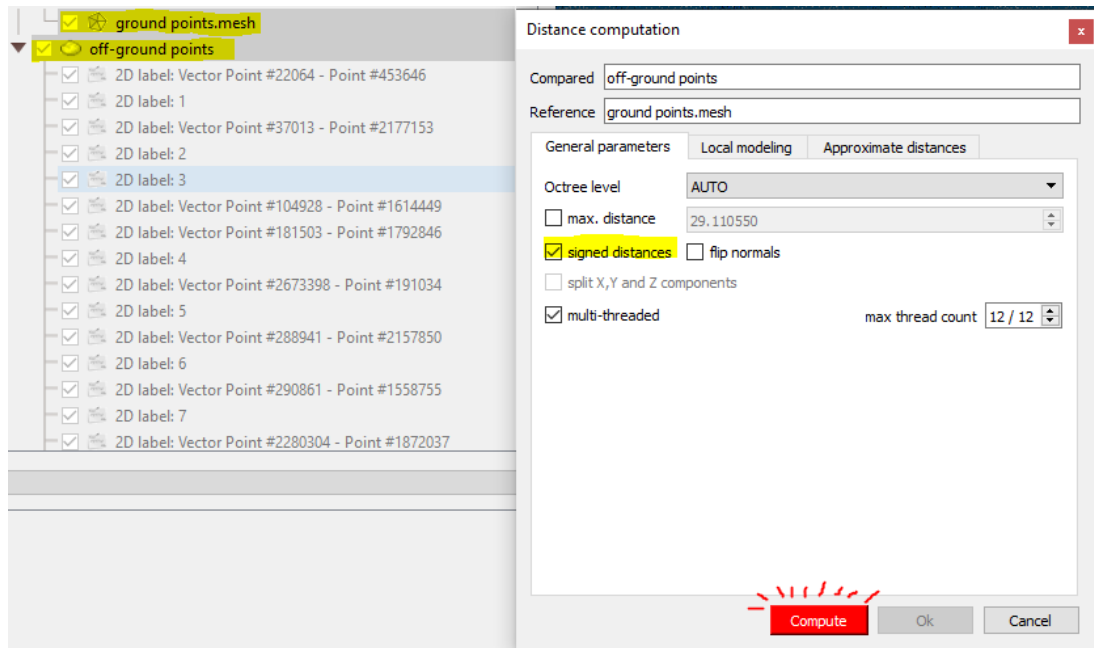 ground points.mesh
off-ground points
2D label: Vector Point #22064 - Point #453646
2D label: 1
2D label: Vector Point #37013 - Point #2177153
2D label: 2
2D label: 3
2D label: Vector Point #104928 - Point #1614449
2D label: Vector Point #181503 - Point #1792846
2D label: 4
2D label: Vector Point #2673398 - Point #191034
2D label: 5
2D label: Vector Point #288941 - Point #2157850
2D label: 6
2D label: Vector Point #290861 - Point #1558755
2D label: 7
2D label: Vector Point #2280304 - Point #1872037
Distance computation
x
Compared off-ground points
Reference ground points.mesh
General parameters Local modeling Approximate distances
Octree level AUTO
max. distance 29.110550
signed distances flip normals
split X,Y and Z components
multi-threaded max thread count 12 / 12
Compute Ok Cancel